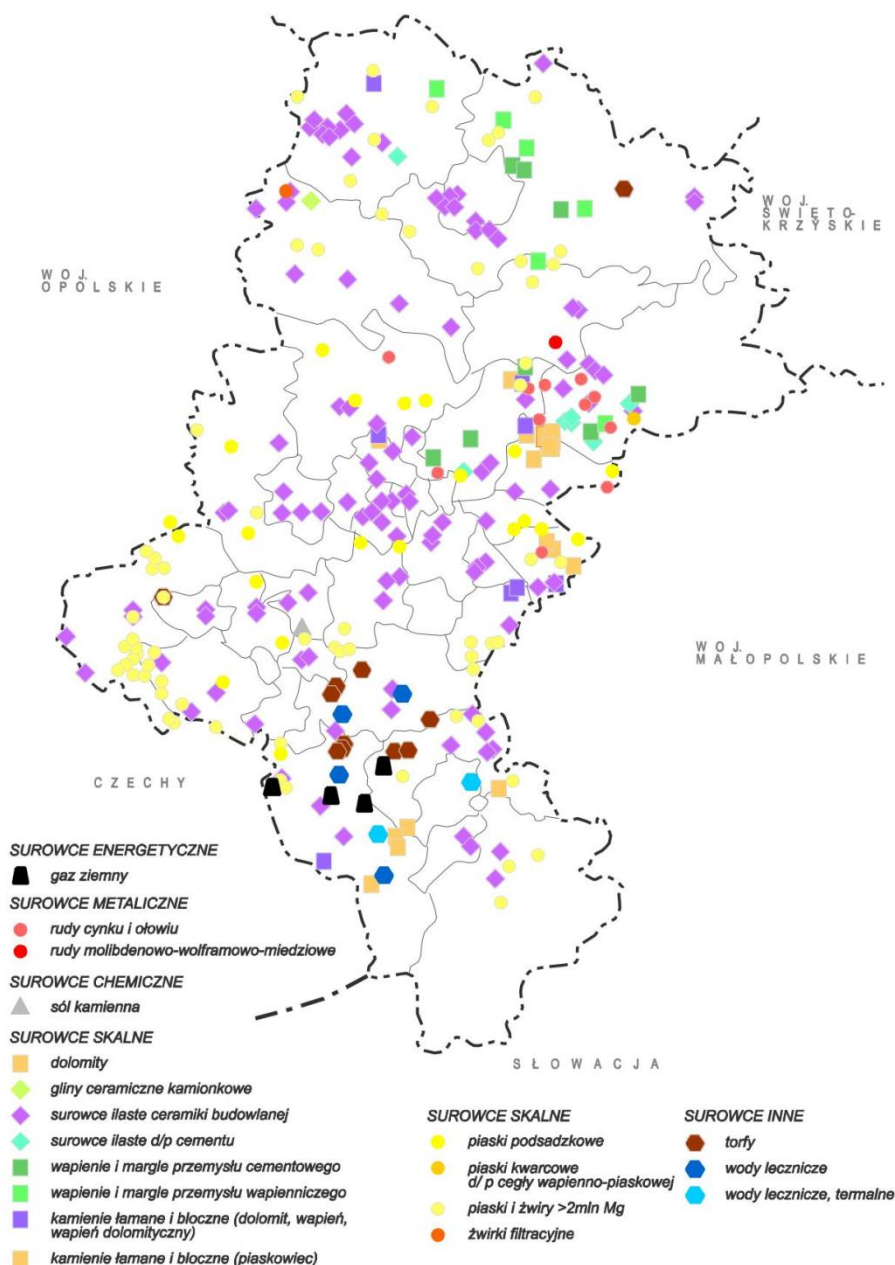 WOJ.
ŚWIĘTO-
KRZYSKIE
WOJ.
OPOLSKIE
WOJ.
MAŁOPOLSKIE
CZECHY
SŁOWACJA
SUROWCE ENERGETYCZNE
gaz ziemny
SUROWCE METALICZNE
rudy cynku i ołowiu
rudy molibdenowo-wolframowo-miedziowe
SUROWCE CHEMICZNE
sól kamienna
SUROWCE SKALNE
dolomity
gliny ceramiczne kamionkowe
surowce ilaste ceramiki budowlanej
surowce ilaste d/p cementu
wapienie i margle przemysłu cementowego
wapienie i margle przemysłu wapienniczego
kamienie łamane i bloczne (dolomit, wapień,
wapień dolomityczny)
kamienie łamane i bloczne (piaskowiec)
SUROWCE SKALNE
piaski podsadzkowe
piaski kwarcowe
d/ p cegły wapienno-piaskowej
piaski i żwiry >2mln Mg
żwirki filtracyjne
SUROWCE INNE
torfy
wody lecznicze
wody lecznicze, termalne